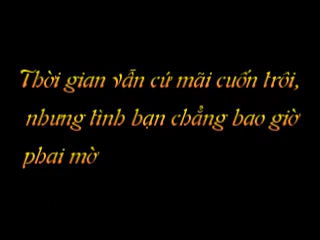 Thời gian vẫn cứ mãi cuốn trôi,
nhưng tình bạn chẳng bao giờ
phai mờ